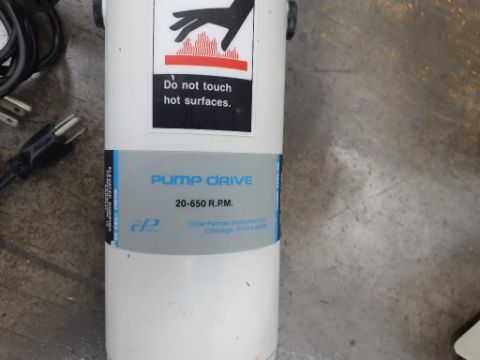 Do not touch
hot surfaces.
PUMP DRIVE
20-650 R.P.M.
Cole-Parmer Instrument Co.
Chicago, Illinois